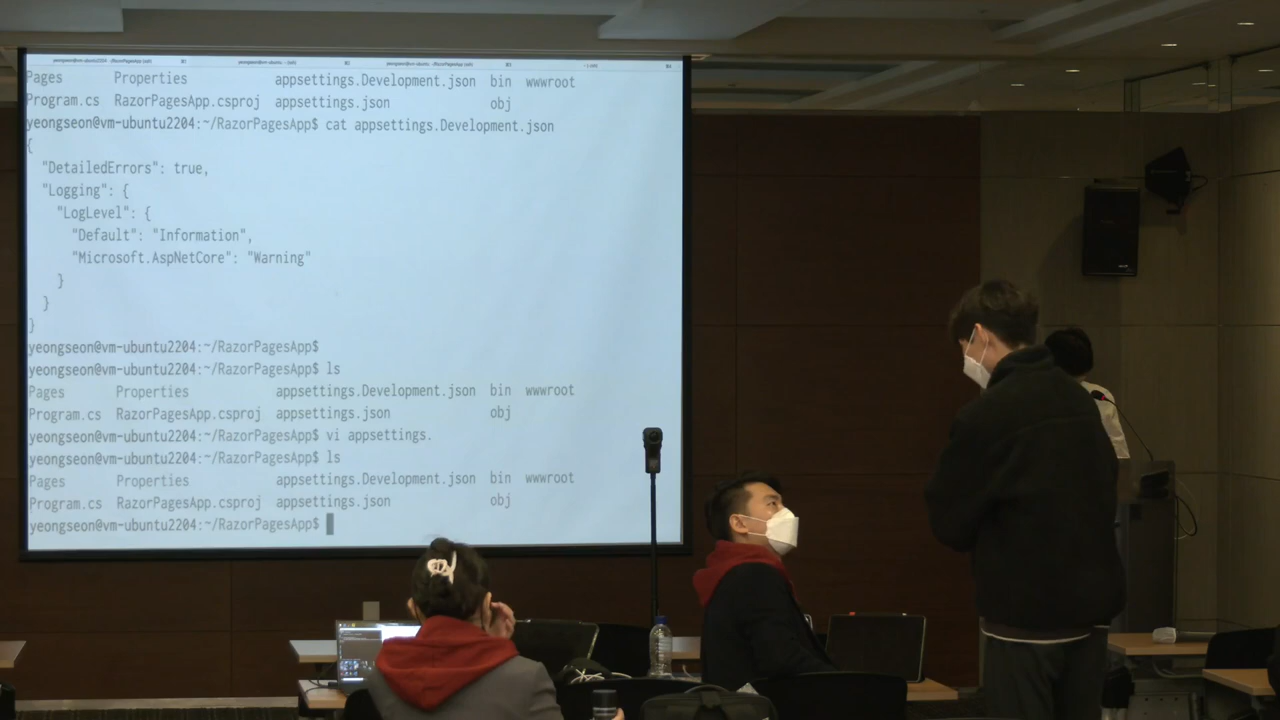 Pages Properties appsettings.Development.json bin wwwroot
Program.cs RazorPagesApp.csproj appsettings.json obj
yeongseon@vm-ubuntu2204:~/RazorPagesApp$ cat appsettings.Development.json
{
"DetailedErrors": true,
"Logging": {
"LogLevel": {
"Default": "Information",
"Microsoft.AspNetCore": "Warning"
}
}
}
yeongseon@vm-ubuntu2204:~/RazorPagesApp$
yeongseon@vm-ubuntu2204:~/RazorPagesApp$ ls
Pages Properties appsettings.Development.json bin wwwroot
Program.cs RazorPagesApp.csproj appsettings.json obj
yeongseon@vm-ubuntu2204:~/RazorPagesApp$ vi appsettings.
yeongseon@vm-ubuntu2204:~/RazorPagesApp$ ls
Pages Properties appsettings.Development.json bin wwwroot
Program.cs RazorPagesApp.csproj appsettings.json obj
yeongseon@vm-ubuntu2204:~/RazorPagesApp$